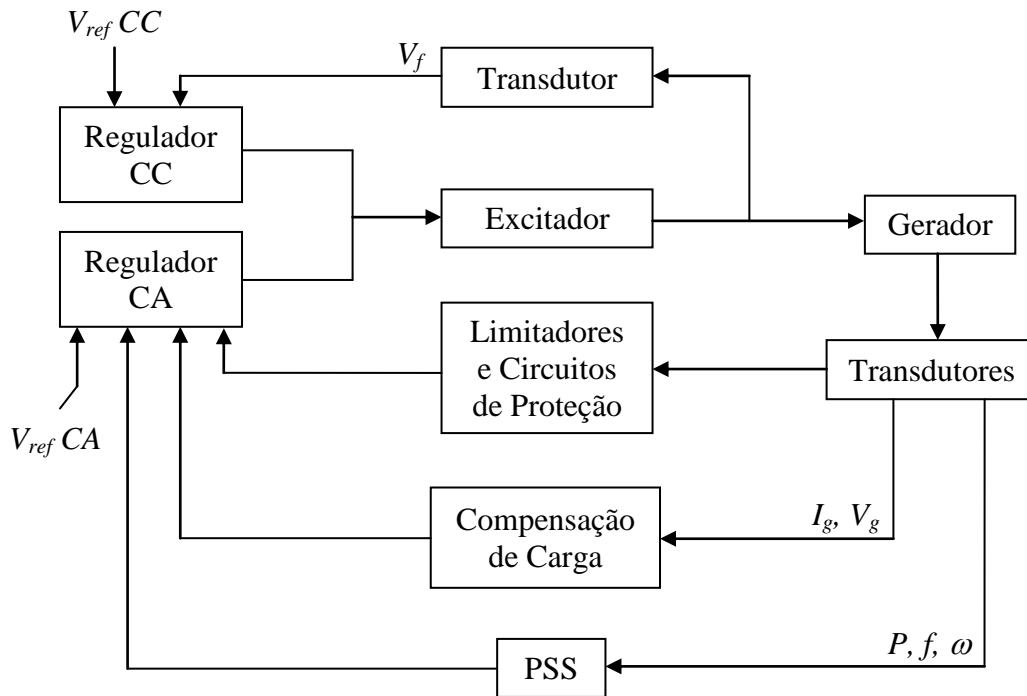 V_ref CC
V_f
Transdutor
Regulador
CC
Excitador
Gerador
Regulador
CA
Limitadores
e Circuitos
de Proteção
Transdutores
V_ref CA
Compensação
de Carga
I_g, V_g
PSS
P, f, ω